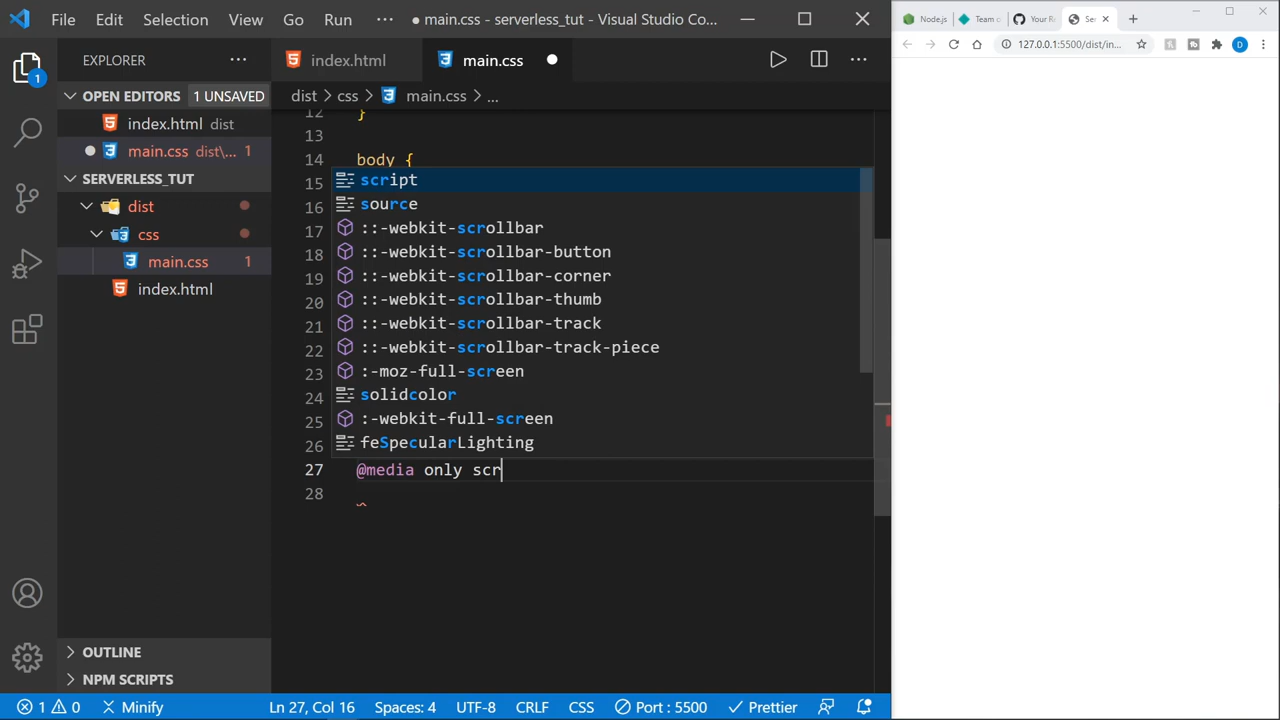 File Edit Selection View Go Run ··· ● main.css - serverless_tut - Visual Studio Co...
Node.js Team o Your R Ser
127.0.0.1:5500/dist/in... D
EXPLORER ···
index.html main.css ●
OPEN EDITORS 1 UNSAVED
dist > css > main.css > ...
index.html dist
main.css dist\... 1
SERVERLESS_TUT
dist
css
main.css 1
index.html
1
12 }
13
14 body {
15
16
17
18
19
20
21
22
23
24
25
26
script
source
::-webkit-scrollbar
::-webkit-scrollbar-button
::-webkit-scrollbar-corner
::-webkit-scrollbar-thumb
::-webkit-scrollbar-track
::-webkit-scrollbar-track-piece
:-moz-full-screen
solidcolor
:-webkit-full-screen
feSpecularLighting
27 @media only scr
28
OUTLINE
NPM SCRIPTS
1 0 Minify Ln 27, Col 16 Spaces: 4 UTF-8 CRLF CSS Port : 5500 Prettier